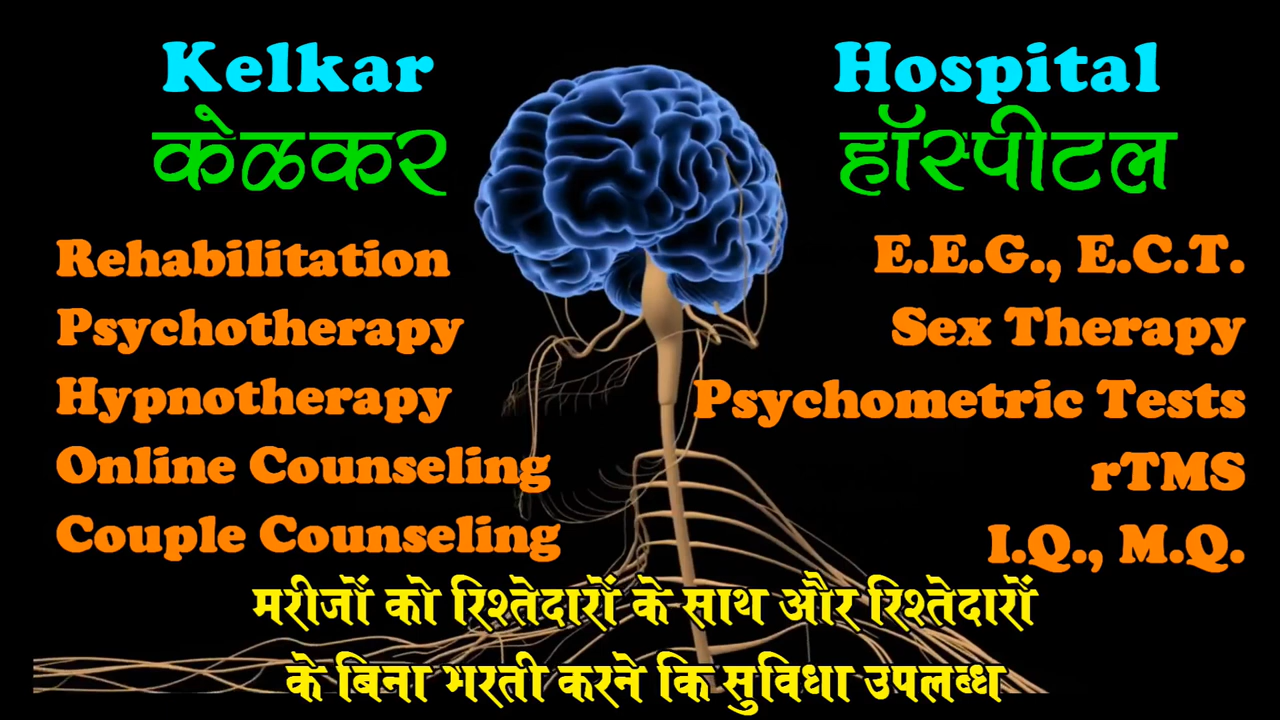 Kelkar Hospital
केळकर हॉस्पीटल
Rehabilitation
Psychotherapy
Hypnotherapy
Online Counseling
Couple Counseling
E.E.G., E.C.T.
Sex Therapy
Psychometric Tests
rTMS
I.Q., M.Q.
मरीजों को रिश्तेदारों के साथ और रिश्तेदारों
के बिना भरती करने कि सुविधा उपलब्ध